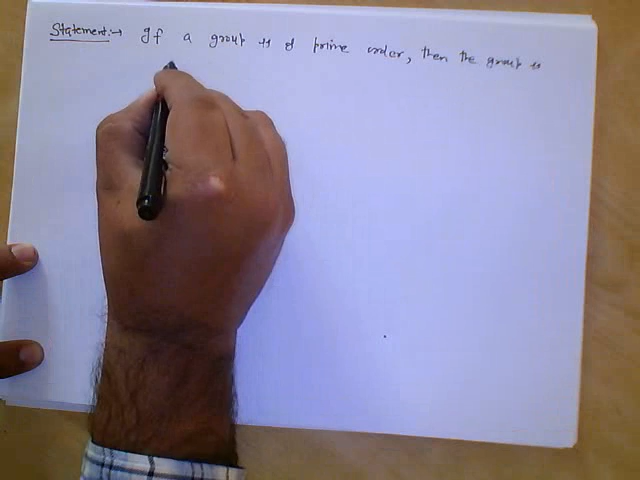 Statement:→ If a group is of prime order, then the group is